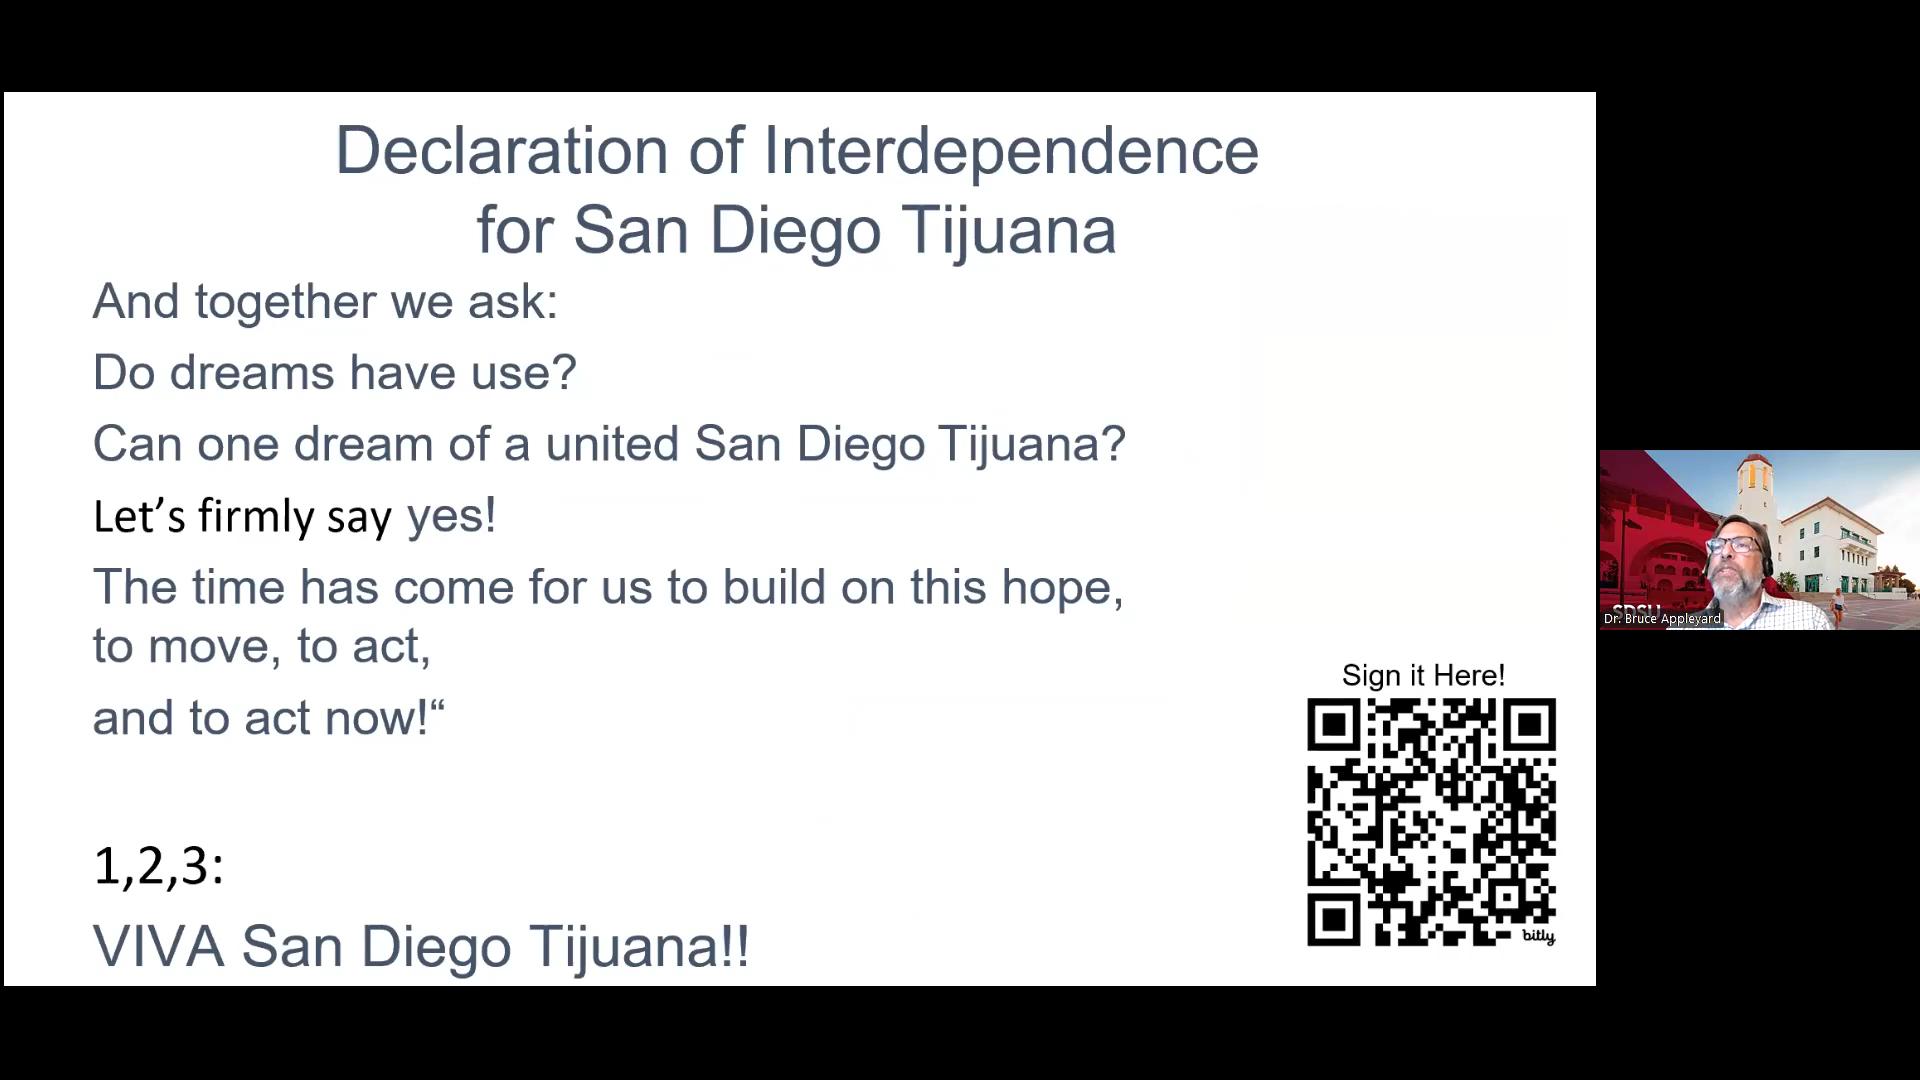 Declaration of Interdependence
for San Diego Tijuana
And together we ask:
Do dreams have use?
Can one dream of a united San Diego Tijuana?
Let’s firmly say yes!
The time has come for us to build on this hope,
to move, to act,
and to act now!“
1,2,3:
VIVA San Diego Tijuana!!
Sign it Here!
bitly
SDSU
Dr. Bruce Appleyard